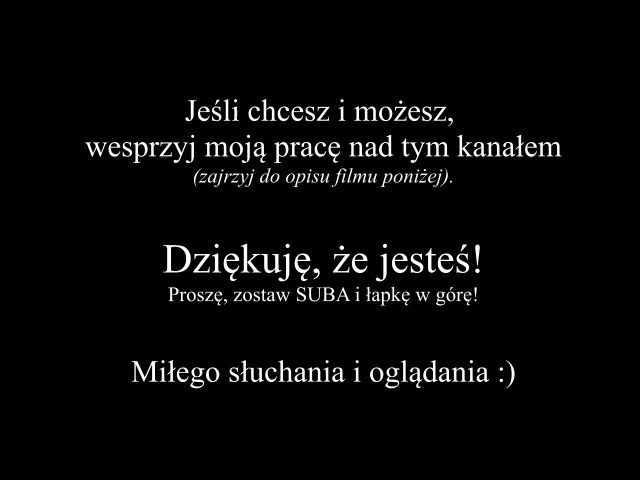 Jeśli chcesz i możesz,
wesprzyj moją pracę nad tym kanałem
(zajrzyj do opisu filmu poniżej).
Dziękuję, że jesteś!
Proszę, zostaw SUBA i łapkę w górę!
Miłego słuchania i oglądania :)